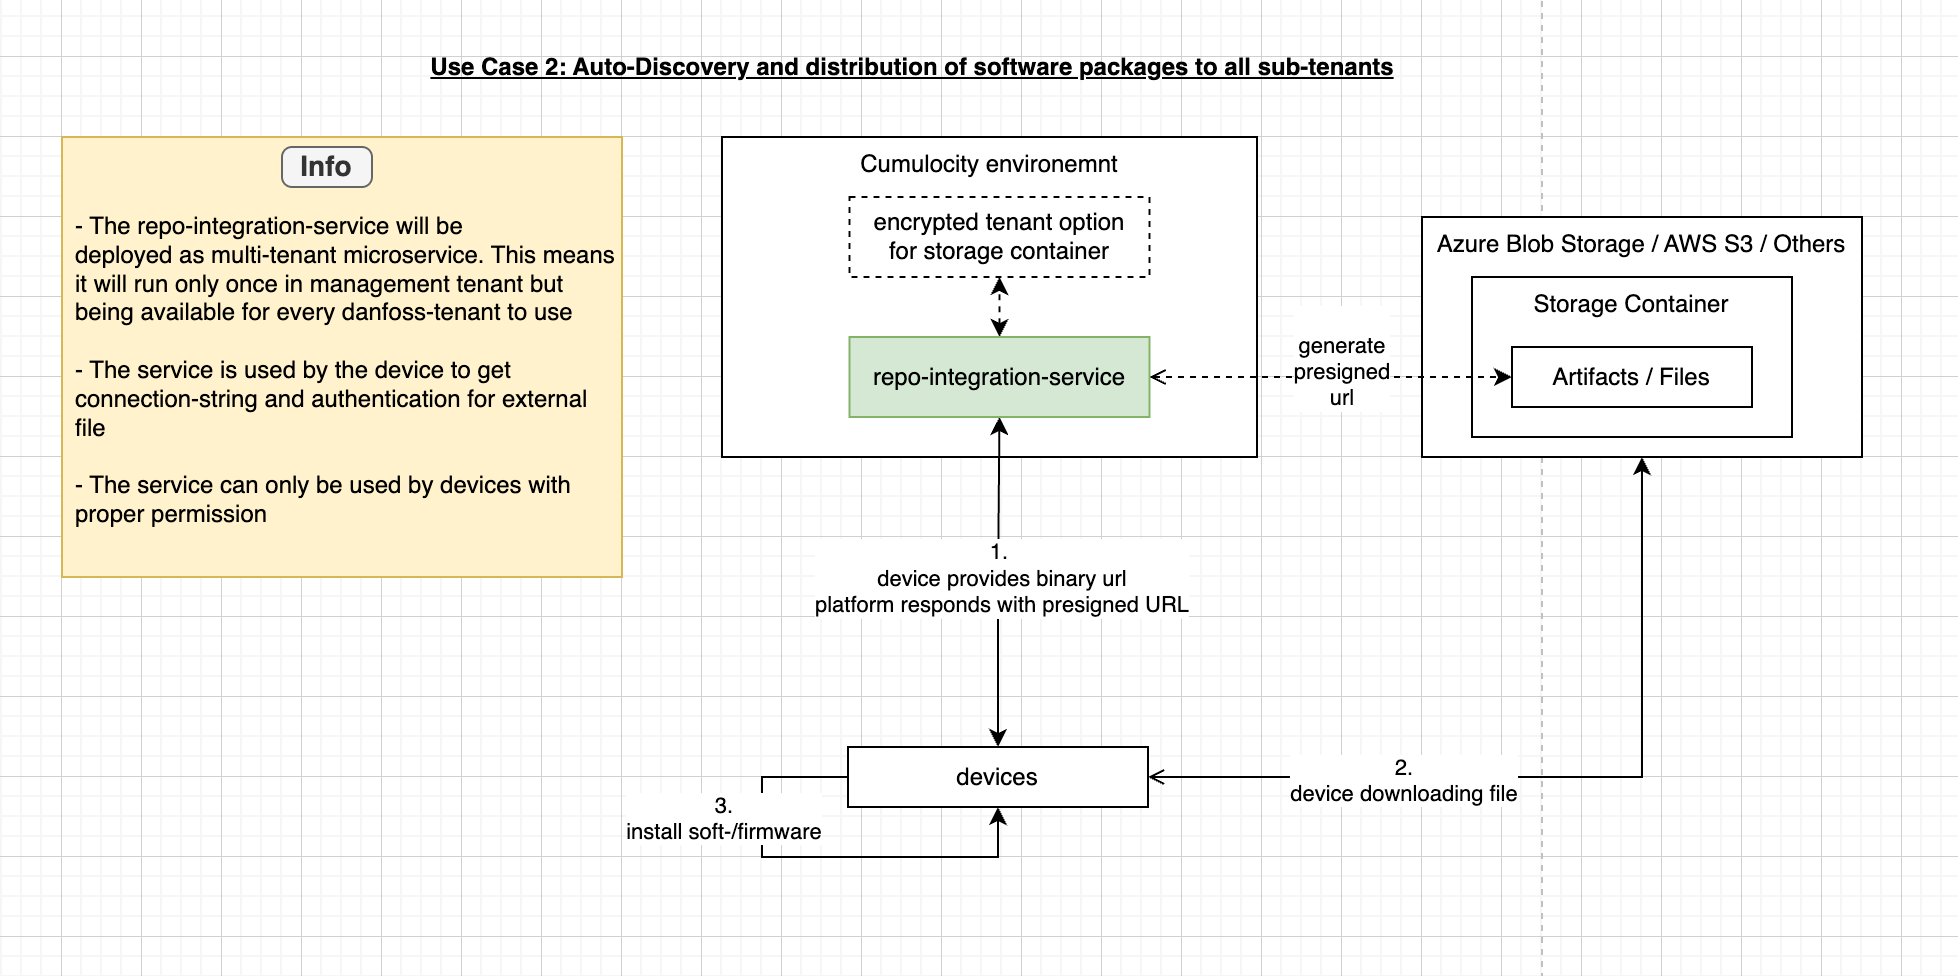 Use Case 2: Auto-Discovery and distribution of software packages to all sub-tenants
Info
- The repo-integration-service will be
deployed as multi-tenant microservice. This means
it will run only once in management tenant but
being available for every danfoss-tenant to use
- The service is used by the device to get
connection-string and authentication for external
file
- The service can only be used by devices with
proper permission
Cumulocity environemnt
encrypted tenant option
for storage container
repo-integration-service
generate
presigned
url
Azure Blob Storage / AWS S3 / Others
Storage Container
Artifacts / Files
1.
device provides binary url
platform responds with presigned URL
devices
2.
device downloading file
3.
install soft-/firmware